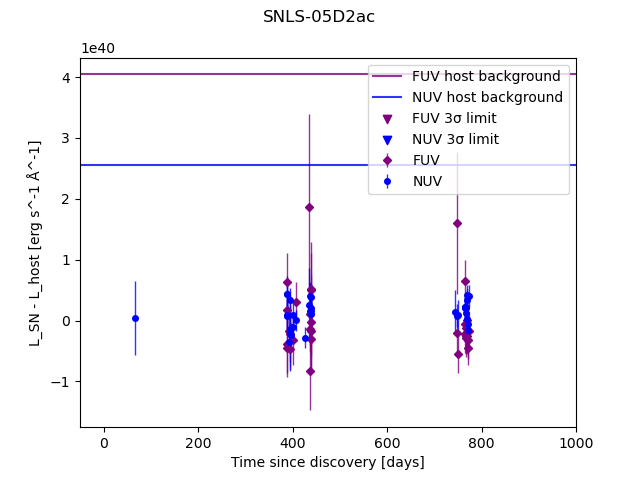 SNLS-05D2ac
1e40
FUV host background
NUV host background
FUV 3σ limit
NUV 3σ limit
FUV
NUV
4
3
2
1
0
−1
L_SN - L_host [erg s^-1 Å^-1]
0 200 400 600 800 1000
Time since discovery [days]